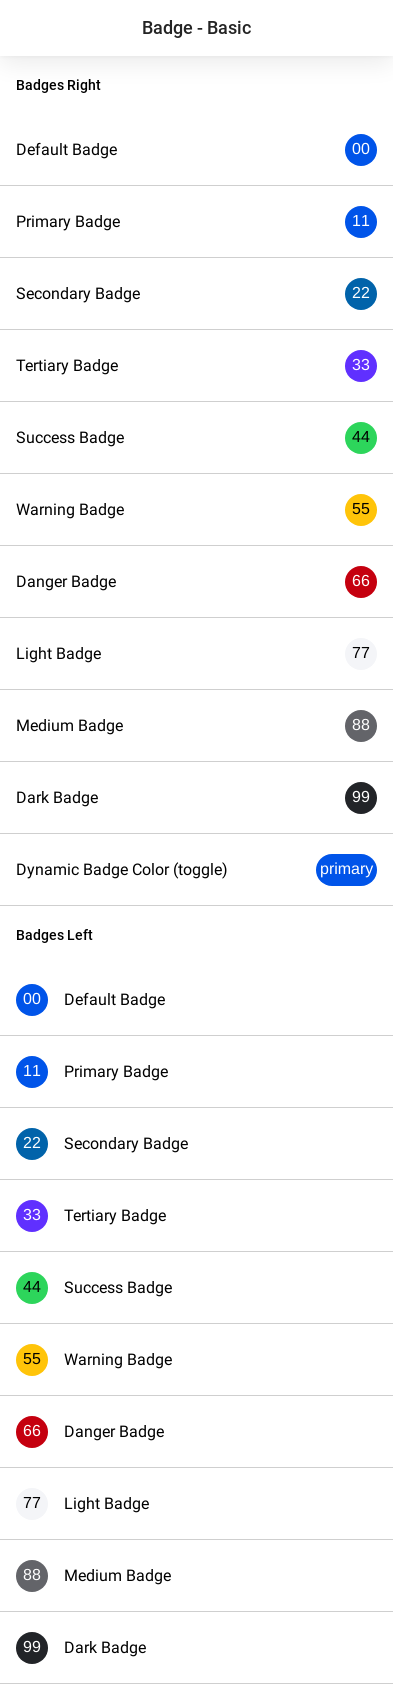 Badge - Basic
Badges Right
Default Badge 00
Primary Badge 11
Secondary Badge 22
Tertiary Badge 33
Success Badge 44
Warning Badge 55
Danger Badge 66
Light Badge 77
Medium Badge 88
Dark Badge 99
Dynamic Badge Color (toggle) primary
Badges Left
00 Default Badge
11 Primary Badge
22 Secondary Badge
33 Tertiary Badge
44 Success Badge
55 Warning Badge
66 Danger Badge
77 Light Badge
88 Medium Badge
99 Dark Badge